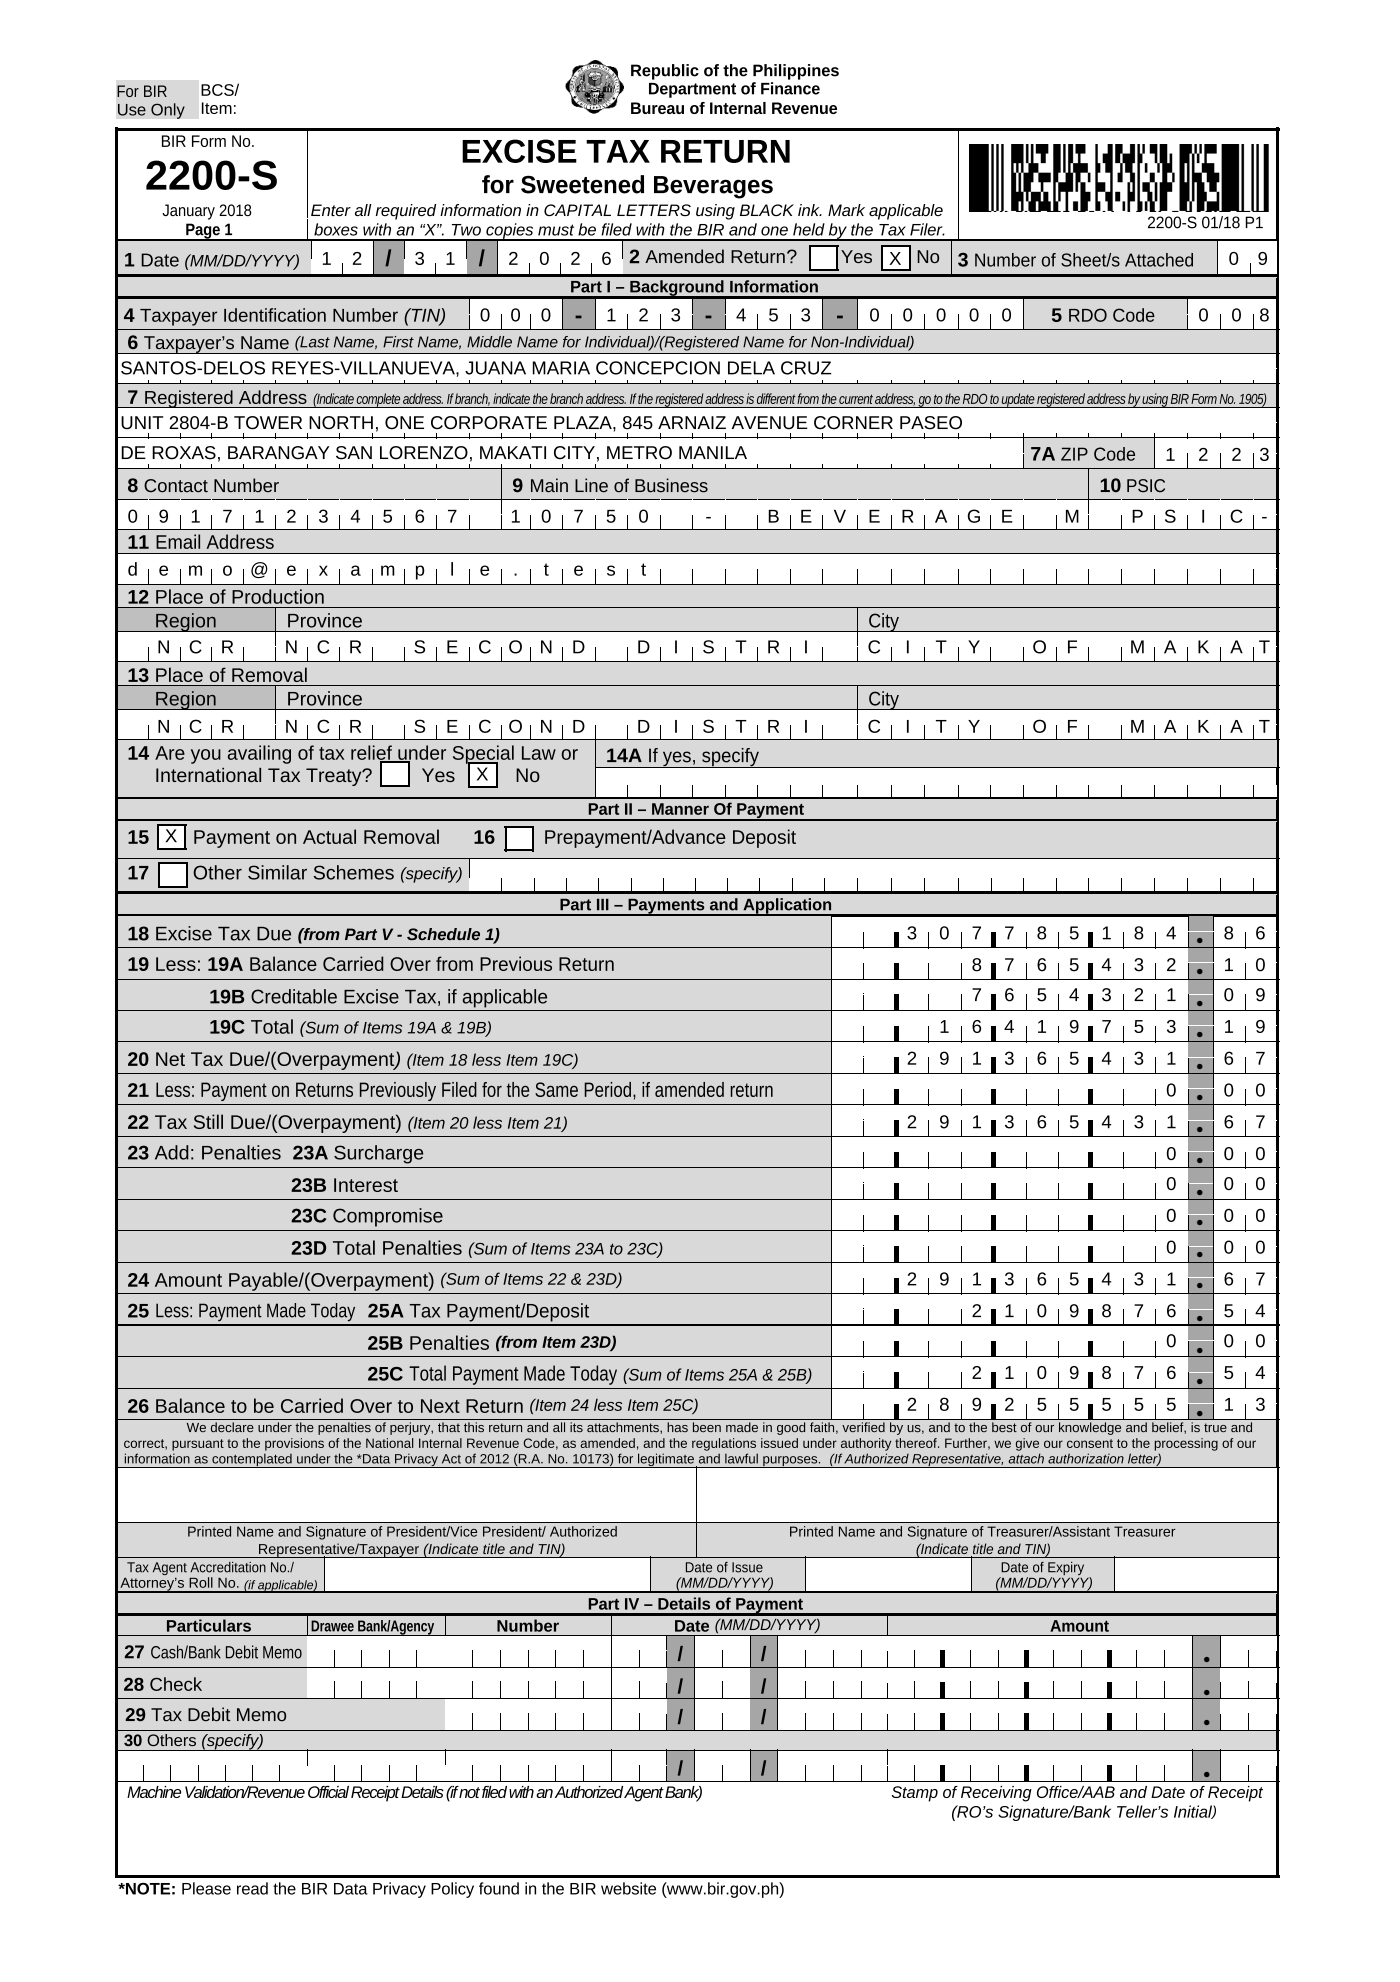 For BIR Use Only
BCS/
Item:
Republic of the Philippines
Department of Finance
Bureau of Internal Revenue
BIR Form No.
2200-S
January 2018
Page 1
EXCISE TAX RETURN
for Sweetened Beverages
Enter all required information in CAPITAL LETTERS using BLACK ink. Mark applicable
boxes with an “X”. Two copies must be filed with the BIR and one held by the Tax Filer.
2200-S 01/18 P1
1 Date (MM/DD/YYYY) 12 / 31 / 2026 2 Amended Return? Yes X No 3 Number of Sheet/s Attached 09
Part I – Background Information
4 Taxpayer Identification Number (TIN) 000 - 123 - 453 - 00000 5 RDO Code 008
6 Taxpayer’s Name (Last Name, First Name, Middle Name for Individual)/(Registered Name for Non-Individual)
SANTOS-DELOS REYES-VILLANUEVA, JUANA MARIA CONCEPCION DELA CRUZ
7 Registered Address (Indicate complete address. If branch, indicate the branch address. If the registered address is different from the current address, go to the RDO to update registered address by using BIR Form No. 1905)
UNIT 2804-B TOWER NORTH, ONE CORPORATE PLAZA, 845 ARNAIZ AVENUE CORNER PASEO
DE ROXAS, BARANGAY SAN LORENZO, MAKATI CITY, METRO MANILA 7A ZIP Code 1223
8 Contact Number 9 Main Line of Business 10 PSIC
09171234567 10750 - BEVERAGE M PSIC-
11 Email Address
demo@example.test
12 Place of Production
Region Province City
NCR NCR SECOND DISTRI CITY OF MAKAT
13 Place of Removal
Region Province City
NCR NCR SECOND DISTRI CITY OF MAKAT
14 Are you availing of tax relief under Special Law or
International Tax Treaty? Yes X No
14A If yes, specify
Part II – Manner Of Payment
15 X Payment on Actual Removal 16 Prepayment/Advance Deposit
17 Other Similar Schemes (specify)
Part III – Payments and Application
18 Excise Tax Due (from Part V - Schedule 1) 307785184.86
19 Less: 19A Balance Carried Over from Previous Return 8765432.10
19B Creditable Excise Tax, if applicable 7654321.09
19C Total (Sum of Items 19A & 19B) 16419753.19
20 Net Tax Due/(Overpayment) (Item 18 less Item 19C) 291365431.67
21 Less: Payment on Returns Previously Filed for the Same Period, if amended return 0.00
22 Tax Still Due/(Overpayment) (Item 20 less Item 21) 291365431.67
23 Add: Penalties 23A Surcharge 0.00
23B Interest 0.00
23C Compromise 0.00
23D Total Penalties (Sum of Items 23A to 23C) 0.00
24 Amount Payable/(Overpayment) (Sum of Items 22 & 23D) 291365431.67
25 Less: Payment Made Today 25A Tax Payment/Deposit 2109876.54
25B Penalties (from Item 23D) 0.00
25C Total Payment Made Today (Sum of Items 25A & 25B) 2109876.54
26 Balance to be Carried Over to Next Return (Item 24 less Item 25C) 289255555.13
We declare under the penalties of perjury, that this return and all its attachments, has been made in good faith, verified by us, and to the best of our knowledge and belief, is true and
correct, pursuant to the provisions of the National Internal Revenue Code, as amended, and the regulations issued under authority thereof. Further, we give our consent to the processing of our
information as contemplated under the *Data Privacy Act of 2012 (R.A. No. 10173) for legitimate and lawful purposes. (If Authorized Representative, attach authorization letter)
Printed Name and Signature of President/Vice President/ Authorized
Representative/Taxpayer (Indicate title and TIN)
Printed Name and Signature of Treasurer/Assistant Treasurer
(Indicate title and TIN)
Tax Agent Accreditation No./
Attorney’s Roll No. (if applicable)
Date of Issue
(MM/DD/YYYY)
Date of Expiry
(MM/DD/YYYY)
Part IV – Details of Payment
Particulars Drawee Bank/Agency Number Date (MM/DD/YYYY) Amount
27 Cash/Bank Debit Memo / / .
28 Check / / .
29 Tax Debit Memo / / .
30 Others (specify)
/ / .
Machine Validation/Revenue Official Receipt Details (if not filed with an Authorized Agent Bank)
Stamp of Receiving Office/AAB and Date of Receipt
(RO’s Signature/Bank Teller’s Initial)
*NOTE: Please read the BIR Data Privacy Policy found in the BIR website (www.bir.gov.ph)